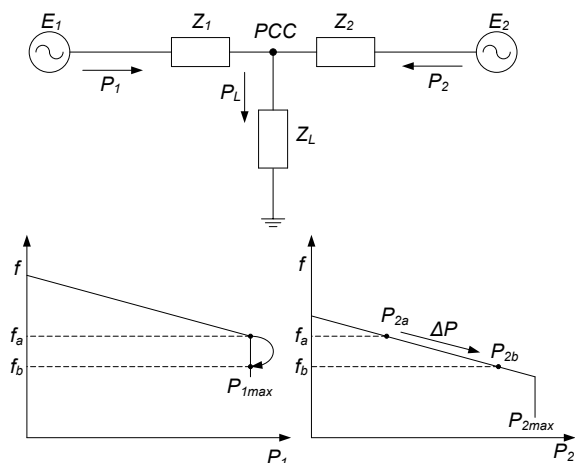 E1 Z1 PCC Z2 E2
P1 PL P2
ZL
f f
P2a ΔP
fa fa P2b
fb fb
P1max P2max
P1 P2